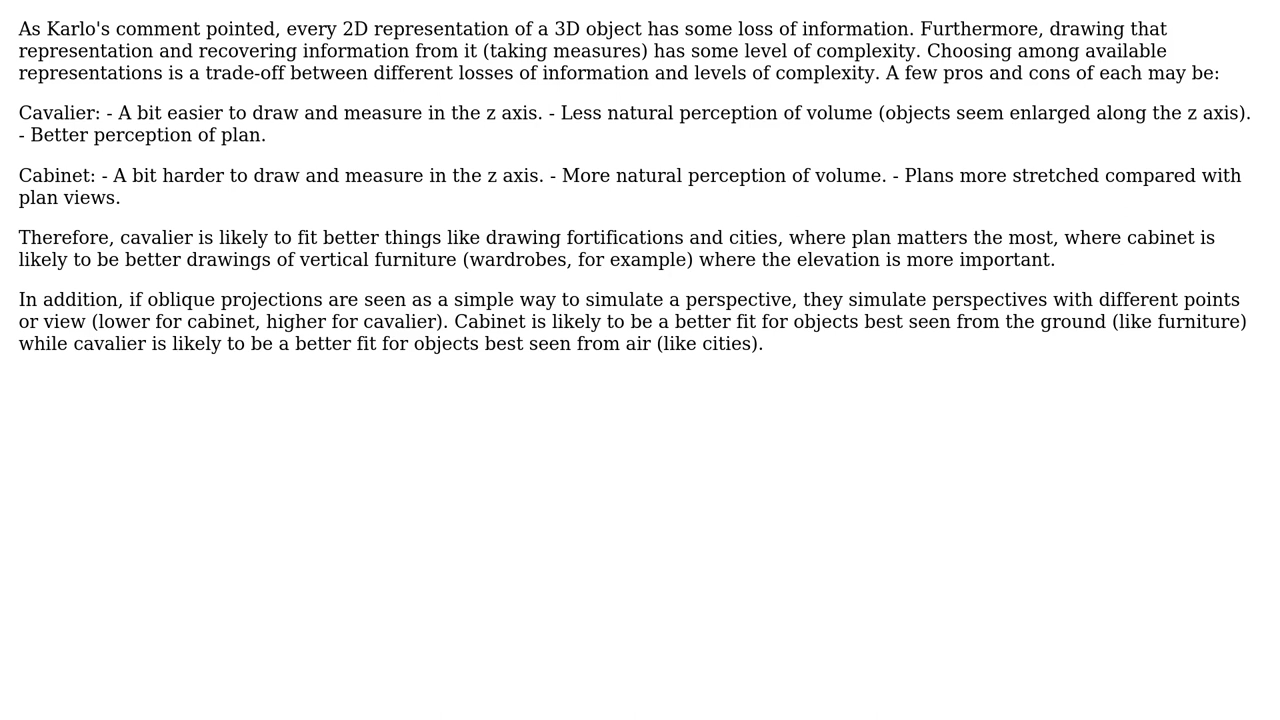 As Karlo's comment pointed, every 2D representation of a 3D object has some loss of information. Furthermore, drawing that
representation and recovering information from it (taking measures) has some level of complexity. Choosing among available
representations is a trade-off between different losses of information and levels of complexity. A few pros and cons of each may be:
Cavalier: - A bit easier to draw and measure in the z axis. - Less natural perception of volume (objects seem enlarged along the z axis).
- Better perception of plan.
Cabinet: - A bit harder to draw and measure in the z axis. - More natural perception of volume. - Plans more stretched compared with
plan views.
Therefore, cavalier is likely to fit better things like drawing fortifications and cities, where plan matters the most, where cabinet is
likely to be better drawings of vertical furniture (wardrobes, for example) where the elevation is more important.
In addition, if oblique projections are seen as a simple way to simulate a perspective, they simulate perspectives with different points
or view (lower for cabinet, higher for cavalier). Cabinet is likely to be a better fit for objects best seen from the ground (like furniture)
while cavalier is likely to be a better fit for objects best seen from air (like cities).